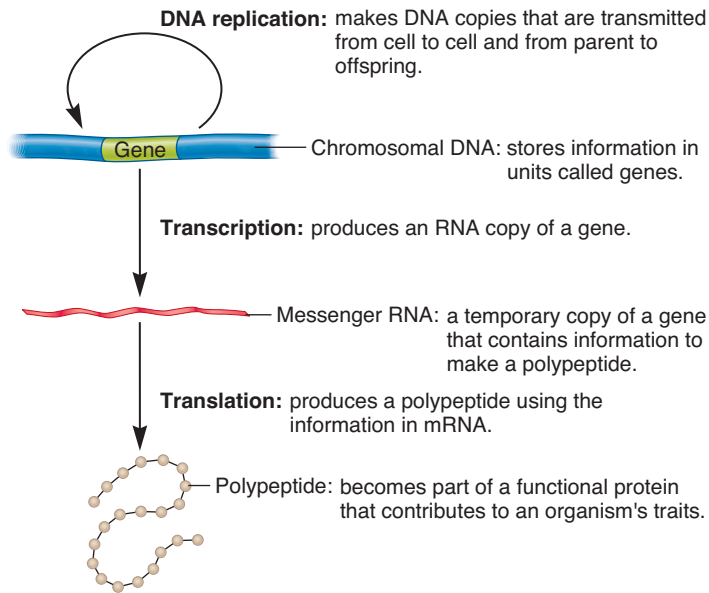 DNA replication: makes DNA copies that are transmitted
from cell to cell and from parent to
offspring.
Gene
Chromosomal DNA: stores information in
units called genes.
Transcription: produces an RNA copy of a gene.
Messenger RNA: a temporary copy of a gene
that contains information to
make a polypeptide.
Translation: produces a polypeptide using the
information in mRNA.
Polypeptide: becomes part of a functional protein
that contributes to an organism's traits.